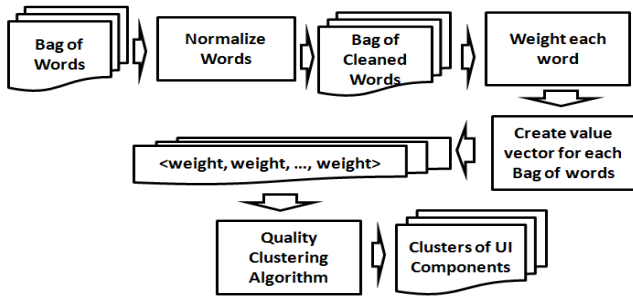 Bag of
Words
Normalize
Words
Bag of
Cleaned
Words
Weight each
word
Create value
vector for each
Bag of words
<weight, weight, ..., weight>
Quality
Clustering
Algorithm
Clusters of UI
Components